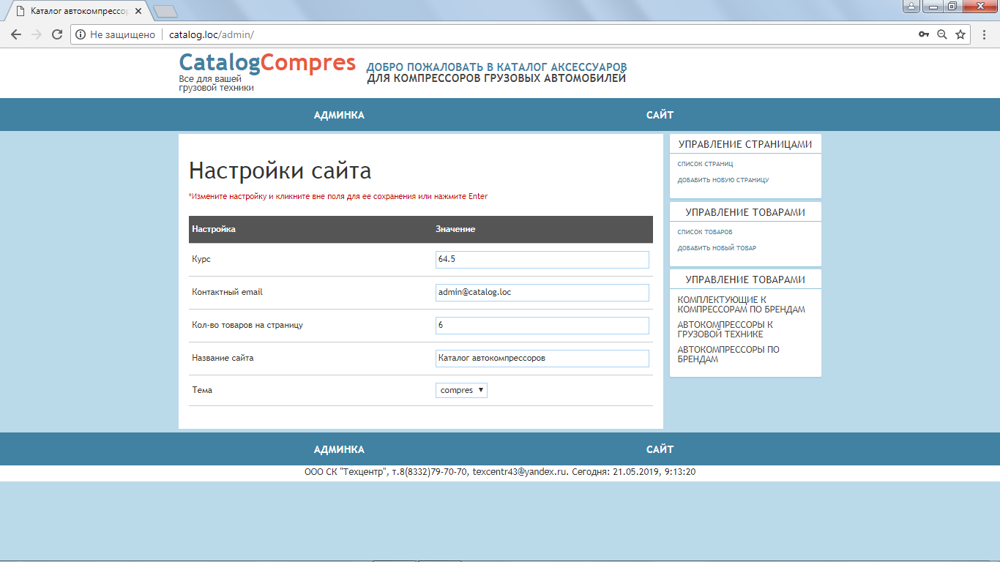 Каталог автокомпрессор
Не защищено
catalog.loc/admin/
CatalogCompres
Все для вашей
грузовой техники
ДОБРО ПОЖАЛОВАТЬ В КАТАЛОГ АКСЕССУАРОВ
ДЛЯ КОМПРЕССОРОВ ГРУЗОВЫХ АВТОМОБИЛЕЙ
АДМИНКА
САЙТ
Настройки сайта
*Измените настройку и кликните вне поля для ее сохранения или нажмите Enter
Настройка
Значение
Курс
64.5
Контактный email
admin@catalog.loc
Кол-во товаров на страницу
6
Название сайта
Каталог автокомпрессоров
Тема
compres
УПРАВЛЕНИЕ СТРАНИЦАМИ
СПИСОК СТРАНИЦ
ДОБАВИТЬ НОВУЮ СТРАНИЦУ
УПРАВЛЕНИЕ ТОВАРАМИ
СПИСОК ТОВАРОВ
ДОБАВИТЬ НОВЫЙ ТОВАР
УПРАВЛЕНИЕ ТОВАРАМИ
КОМПЛЕКТУЮЩИЕ К
КОМПРЕССОРАМ ПО БРЕНДАМ
АВТОКОМПРЕССОРЫ К
ГРУЗОВОЙ ТЕХНИКЕ
АВТОКОМПРЕССОРЫ ПО
БРЕНДАМ
АДМИНКА
САЙТ
ООО СК "Техцентр", т.8(8332)79-70-70, texcentr43@yandex.ru. Сегодня: 21.05.2019, 9:13:20